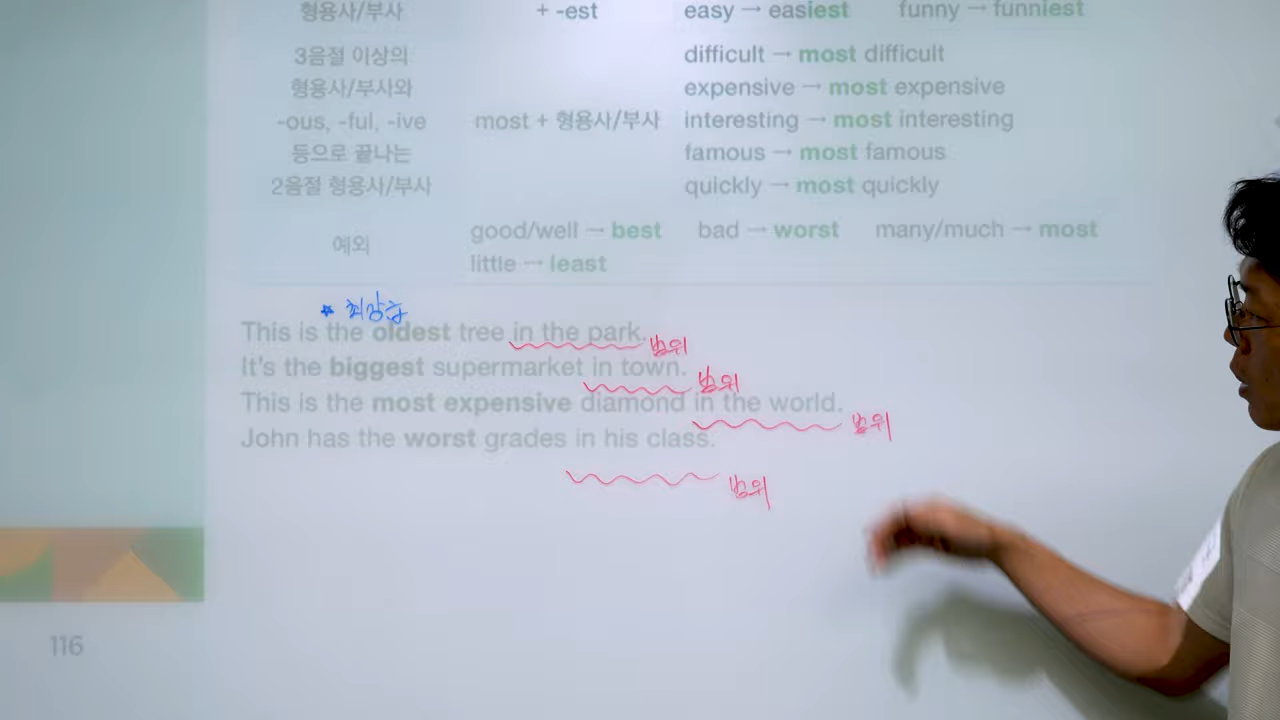 형용사/부사 + -est easy → easiest funny → funniest
3음절 이상의 difficult → most difficult
형용사/부사와 expensive → most expensive
-ous, -ful, -ive most + 형용사/부사 interesting → most interesting
등으로 끝나는 famous → most famous
2음절 형용사/부사 quickly → most quickly
예외 good/well → best bad → worst many/much → most
little → least
* 최상급
This is the oldest tree in the park. 범위
It's the biggest supermarket in town. 범위
This is the most expensive diamond in the world. 범위
John has the worst grades in his class. 범위
116